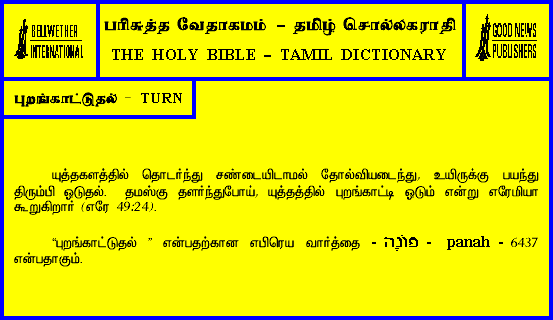 BELLWETHER
INTERNATIONAL
பரிசுத்த வேதாகமம் - தமிழ் சொல்லகராதி
THE HOLY BIBLE - TAMIL DICTIONARY
GOOD NEWS
PUBLISHERS
புறங்காட்டுதல் - TURN
யுத்தகளத்தில் தொடர்ந்து சண்டையிடாமல் தோல்வியடைந்து, உயிருக்கு பயந்து
திரும்பி ஒடுதல். தமஸ்கு தளர்ந்துபோய், யுத்தத்தில் புறங்காட்டி ஓடும் என்று எரேமியா
கூறுகிறார் (எரே 49:24).
“புறங்காட்டுதல் ” என்பதற்கான எபிரெய வார்த்தை - פּוֹנָה - panah - 6437
என்பதாகும்.